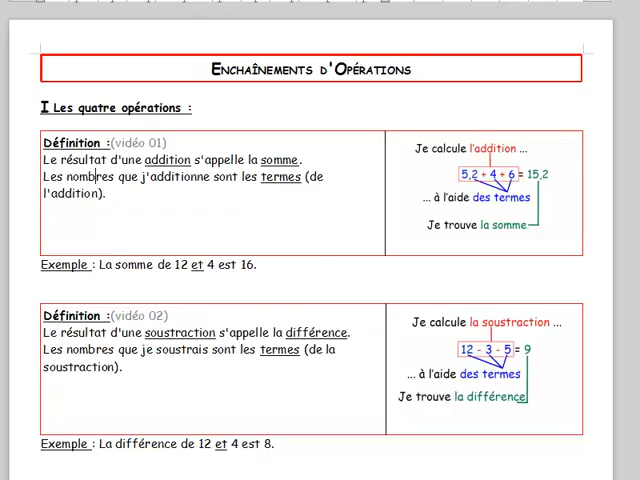 Enchaînements d'Opérations
I Les quatre opérations :
Définition :(vidéo 01)
Le résultat d'une addition s'appelle la somme.
Les nombres que j'additionne sont les termes (de
l'addition).
Je calcule l'addition ...
5,2 + 4 + 6 = 15,2
... à l'aide des termes
Je trouve la somme
Exemple : La somme de 12 et 4 est 16.
Définition :(vidéo 02)
Le résultat d'une soustraction s'appelle la différence.
Les nombres que je soustrais sont les termes (de la
soustraction).
Je calcule la soustraction ...
12 - 3 - 5 = 9
... à l'aide des termes
Je trouve la différence
Exemple : La différence de 12 et 4 est 8.